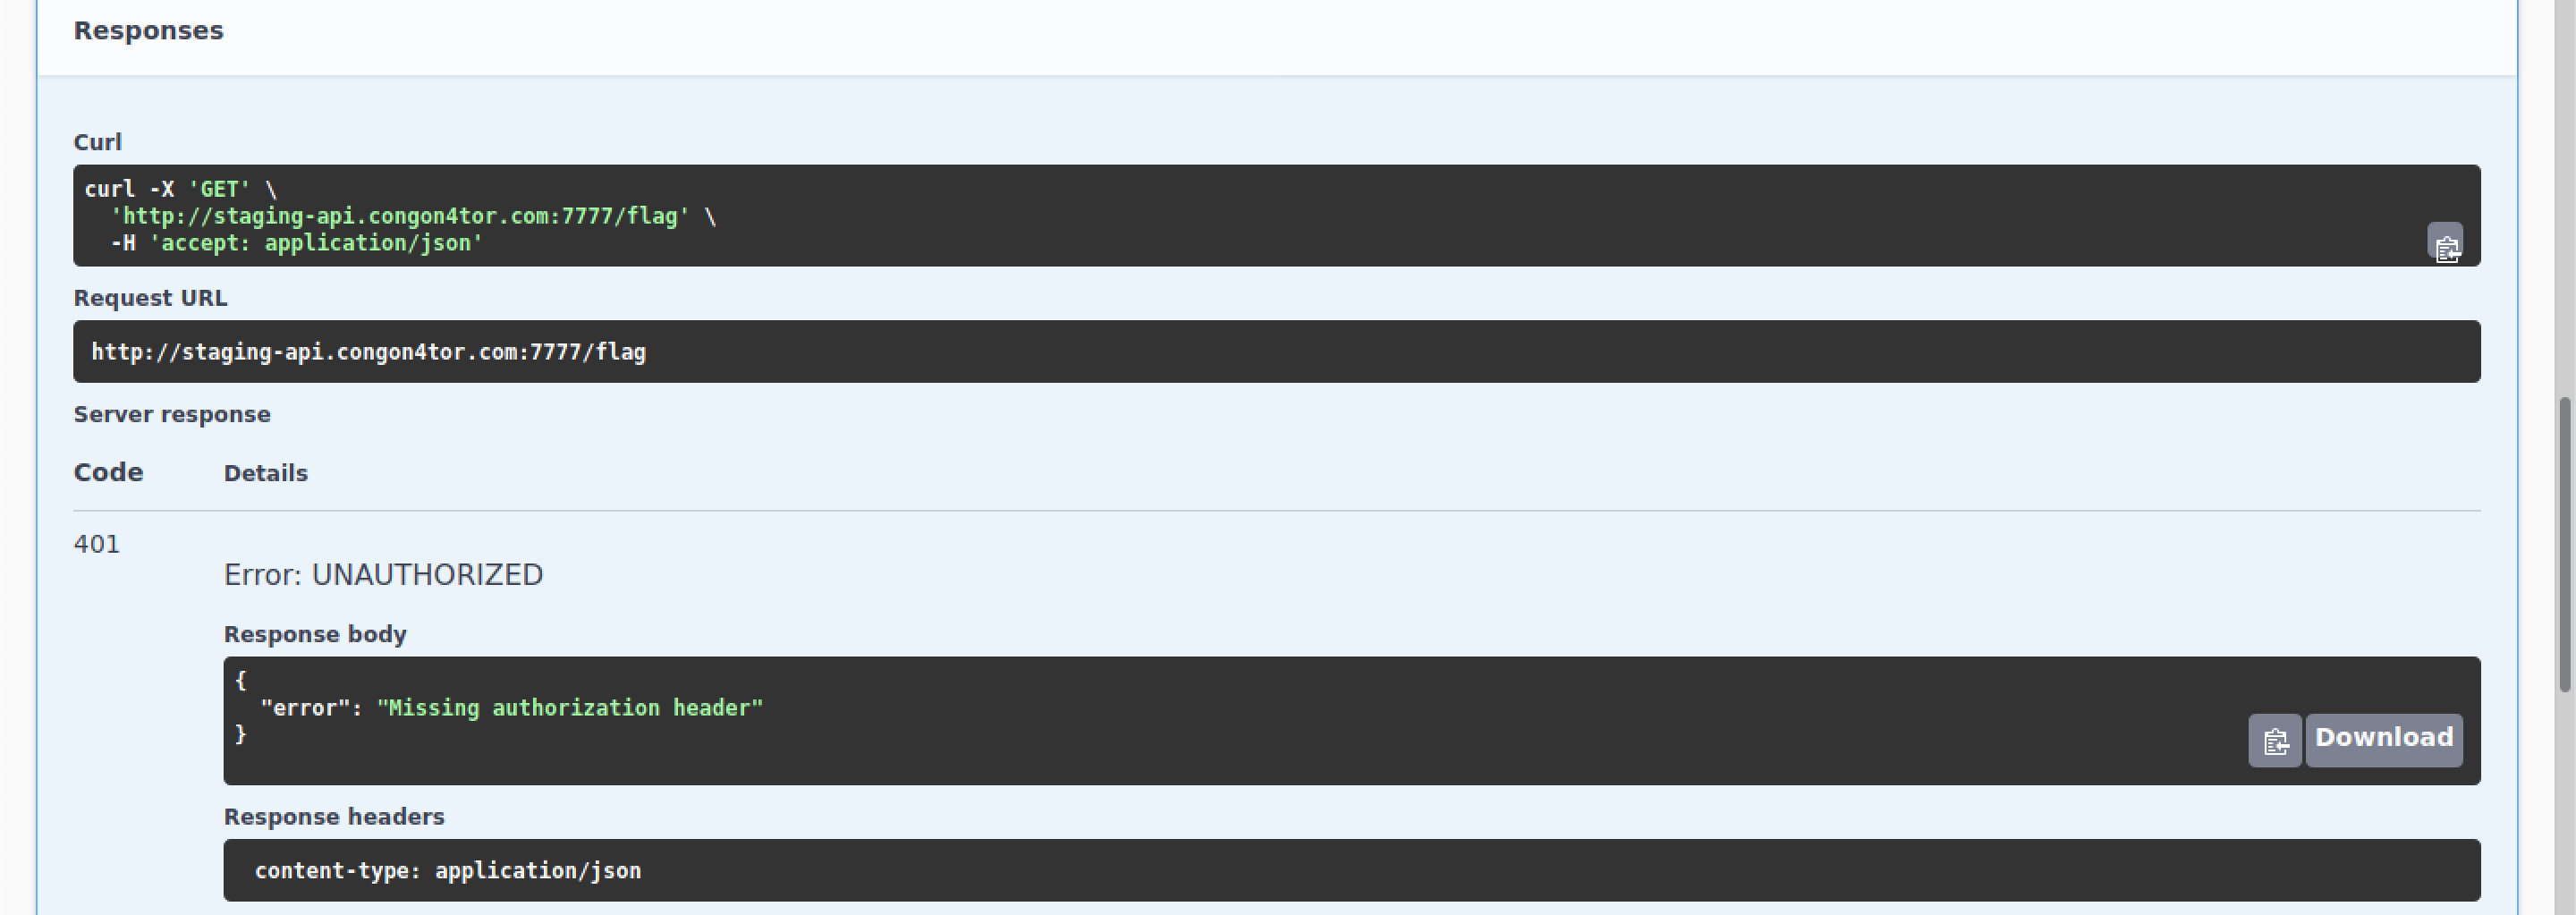 Responses
Curl
curl -X 'GET' \
  'http://staging-api.congon4tor.com:7777/flag' \
  -H 'accept: application/json'
Request URL
http://staging-api.congon4tor.com:7777/flag
Server response
Code Details
401
Error: UNAUTHORIZED
Response body
{
  "error": "Missing authorization header"
}
Download
Response headers
content-type: application/json